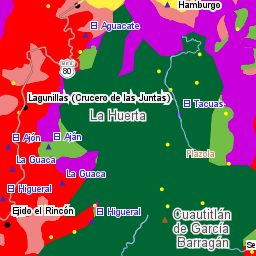 Hamburgo
El Aguacate
80
Lagunillas (Crucero de las Juntas)
El Tacuas
La Huerta
El Ajón
Aján
La Guaca
Plazola
La Guaca
El Higueral
Ejido el Rincón
El Higueral
Cuautitlán
de García
Barragán
Se